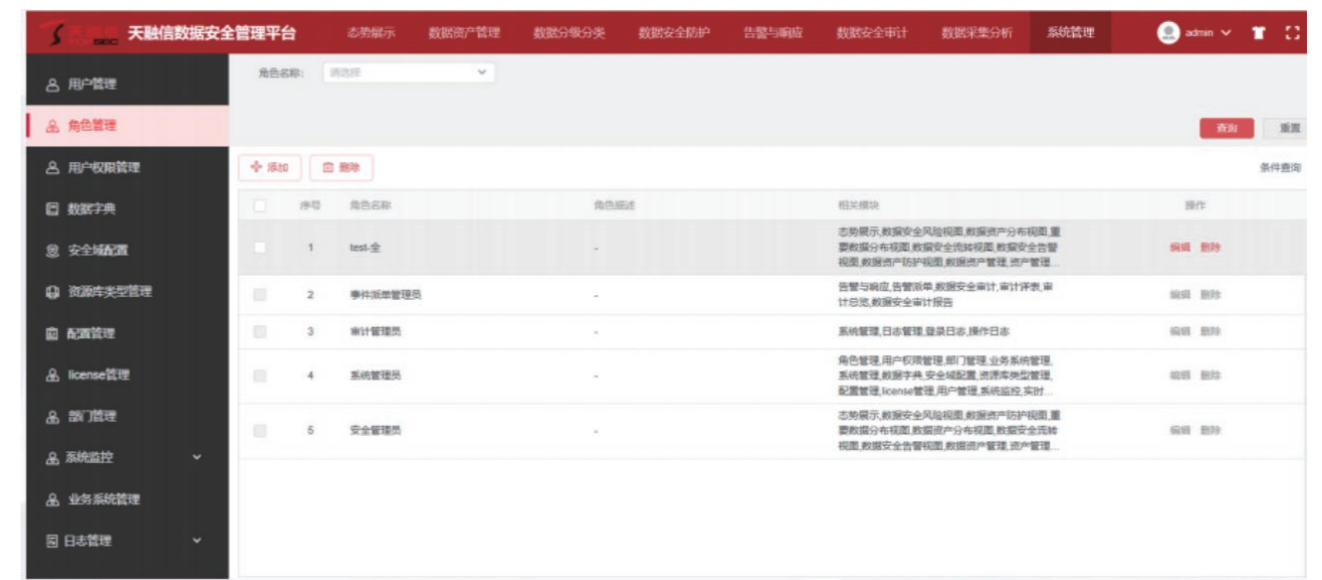 天融信数据安全管理平台 态势展示 数据资产管理 数据分级分类 数据安全防护 告警与响应 数据安全审计 数据采集分析 系统管理 admin
用户管理
角色管理
用户权限管理
数据字典
安全域配置
资源库类型管理
配置管理
license管理
部门管理
系统监控
业务系统管理
日志管理
角色名称: 请选择
查询 重置
添加 删除 条件查询
序号 角色名称 角色描述 相关模块 操作
1 test-全 - 编辑 删除
态势展示,数据安全风险视图,数据资产分布视图,重
要数据分布视图,数据安全流转视图,数据安全告警
视图,数据资产防护视图,数据资产管理,资产管理...
2 事件派单管理员 - 编辑 删除
告警与响应,告警派单,数据安全审计,审计评表,审
计总览,数据安全审计报告
3 审计管理员 - 系统管理,日志管理,登录日志,操作日志 编辑 删除
4 系统管理员 - 编辑 删除
角色管理,用户权限管理,部门管理,业务系统管理,
系统管理,数据字典,安全域配置,资源库类型管理,
配置管理,license管理,用户管理,系统监控,实时...
5 安全管理员 - 编辑 删除
态势展示,数据安全风险视图,数据资产防护视图,重
要数据分布视图,数据资产分布视图,数据安全流转
视图,数据安全告警视图,数据资产管理,资产管理...